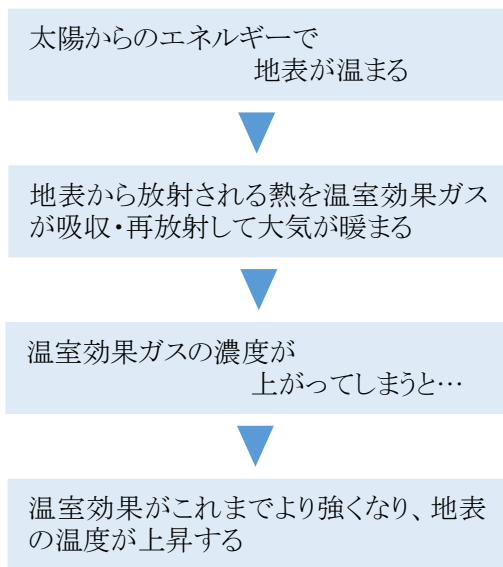 太陽からのエネルギーで
地表が温まる
地表から放射される熱を温室効果ガス
が吸収・再放射して大気が暖まる
温室効果ガスの濃度が
上がってしまうと…
温室効果がこれまでより強くなり、地表
の温度が上昇する